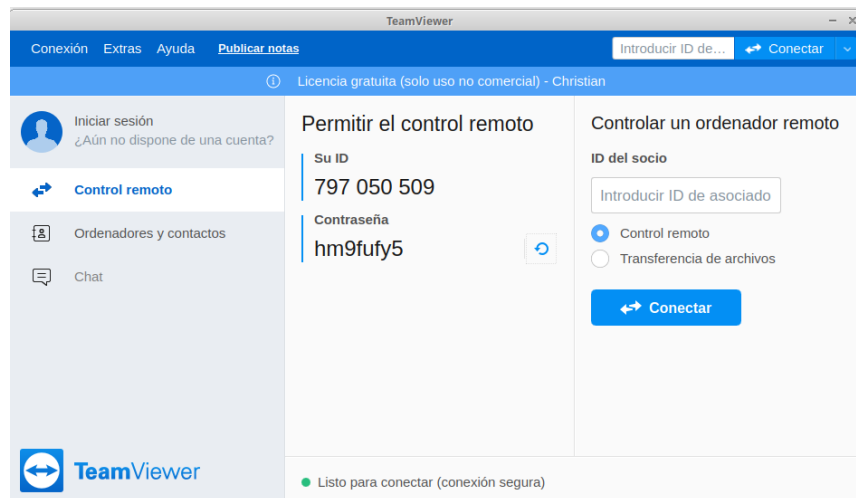 TeamViewer
Conexión Extras Ayuda Publicar notas
Introducir ID de... Conectar
Licencia gratuita (solo uso no comercial) - Christian
Iniciar sesión
¿Aún no dispone de una cuenta?
Control remoto
Ordenadores y contactos
Chat
TeamViewer
Permitir el control remoto
Su ID
797 050 509
Contraseña
hm9fufy5
Controlar un ordenador remoto
ID del socio
Introducir ID de asociado
Control remoto
Transferencia de archivos
Conectar
Listo para conectar (conexión segura)